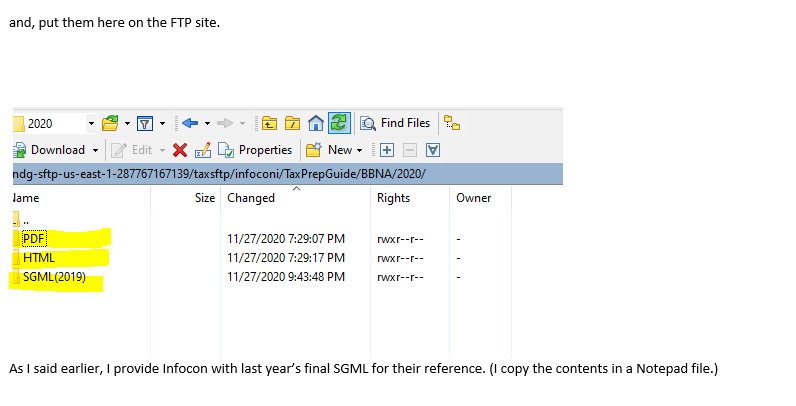 and, put them here on the FTP site.
2020 Find Files
Download Edit Properties New
ndg-sftp-us-east-1-287767167139/taxsftp/infoconi/TaxPrepGuide/BBNA/2020/
Name Size Changed Rights Owner
..
PDF 11/27/2020 7:29:07 PM rwxr--r-- -
HTML 11/27/2020 7:29:17 PM rwxr--r-- -
SGML(2019) 11/27/2020 9:43:48 PM rwxr--r-- -
As I said earlier, I provide Infocon with last year’s final SGML for their reference. (I copy the contents in a Notepad file.)